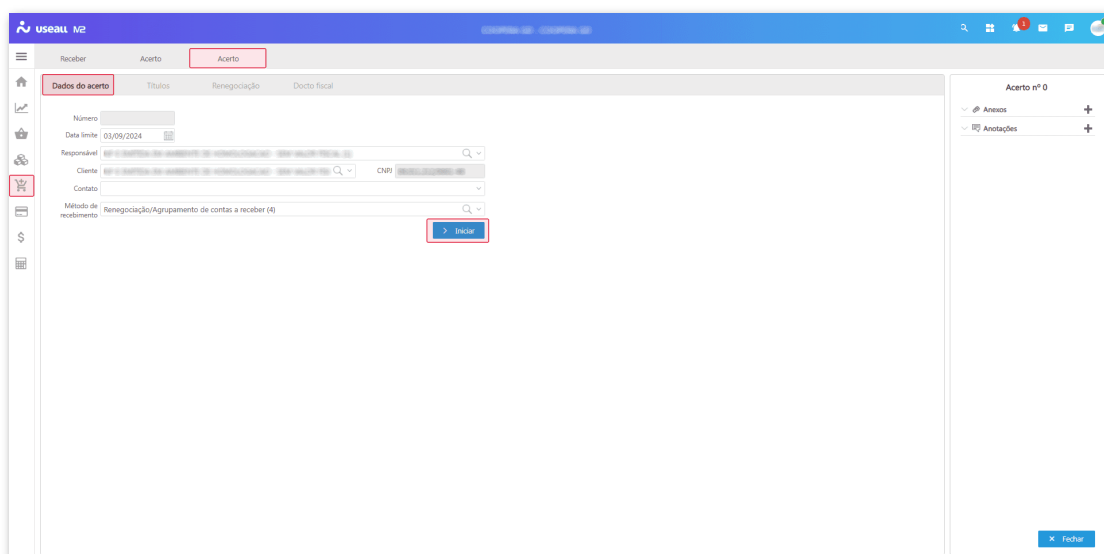 useall M2
1
Receber Acerto Acerto
Dados do acerto Títulos Renegociação Docto fiscal
Número
Data limite 03/09/2024
Responsável
Cliente CNPJ
Contato
Método de recebimento Renegociação/Agrupamento de contas a receber (4)
> Iniciar
Acerto nº 0
Anexos +
Anotações +
× Fechar